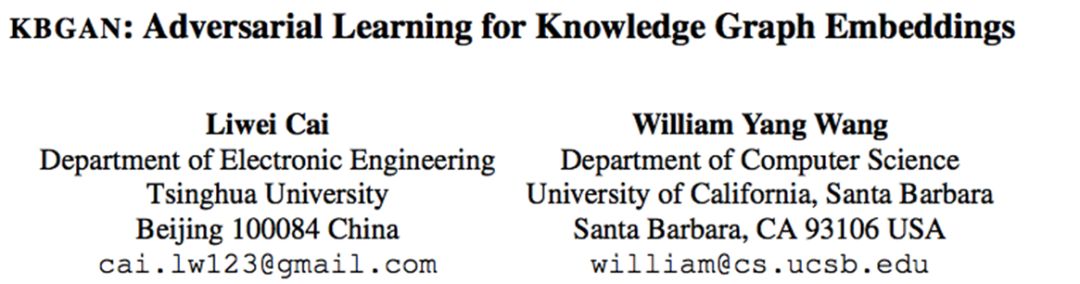 KBGAN: Adversarial Learning for Knowledge Graph Embeddings
Liwei Cai
Department of Electronic Engineering
Tsinghua University
Beijing 100084 China
cai.lw123@gmail.com
William Yang Wang
Department of Computer Science
University of California, Santa Barbara
Santa Barbara, CA 93106 USA
william@cs.ucsb.edu